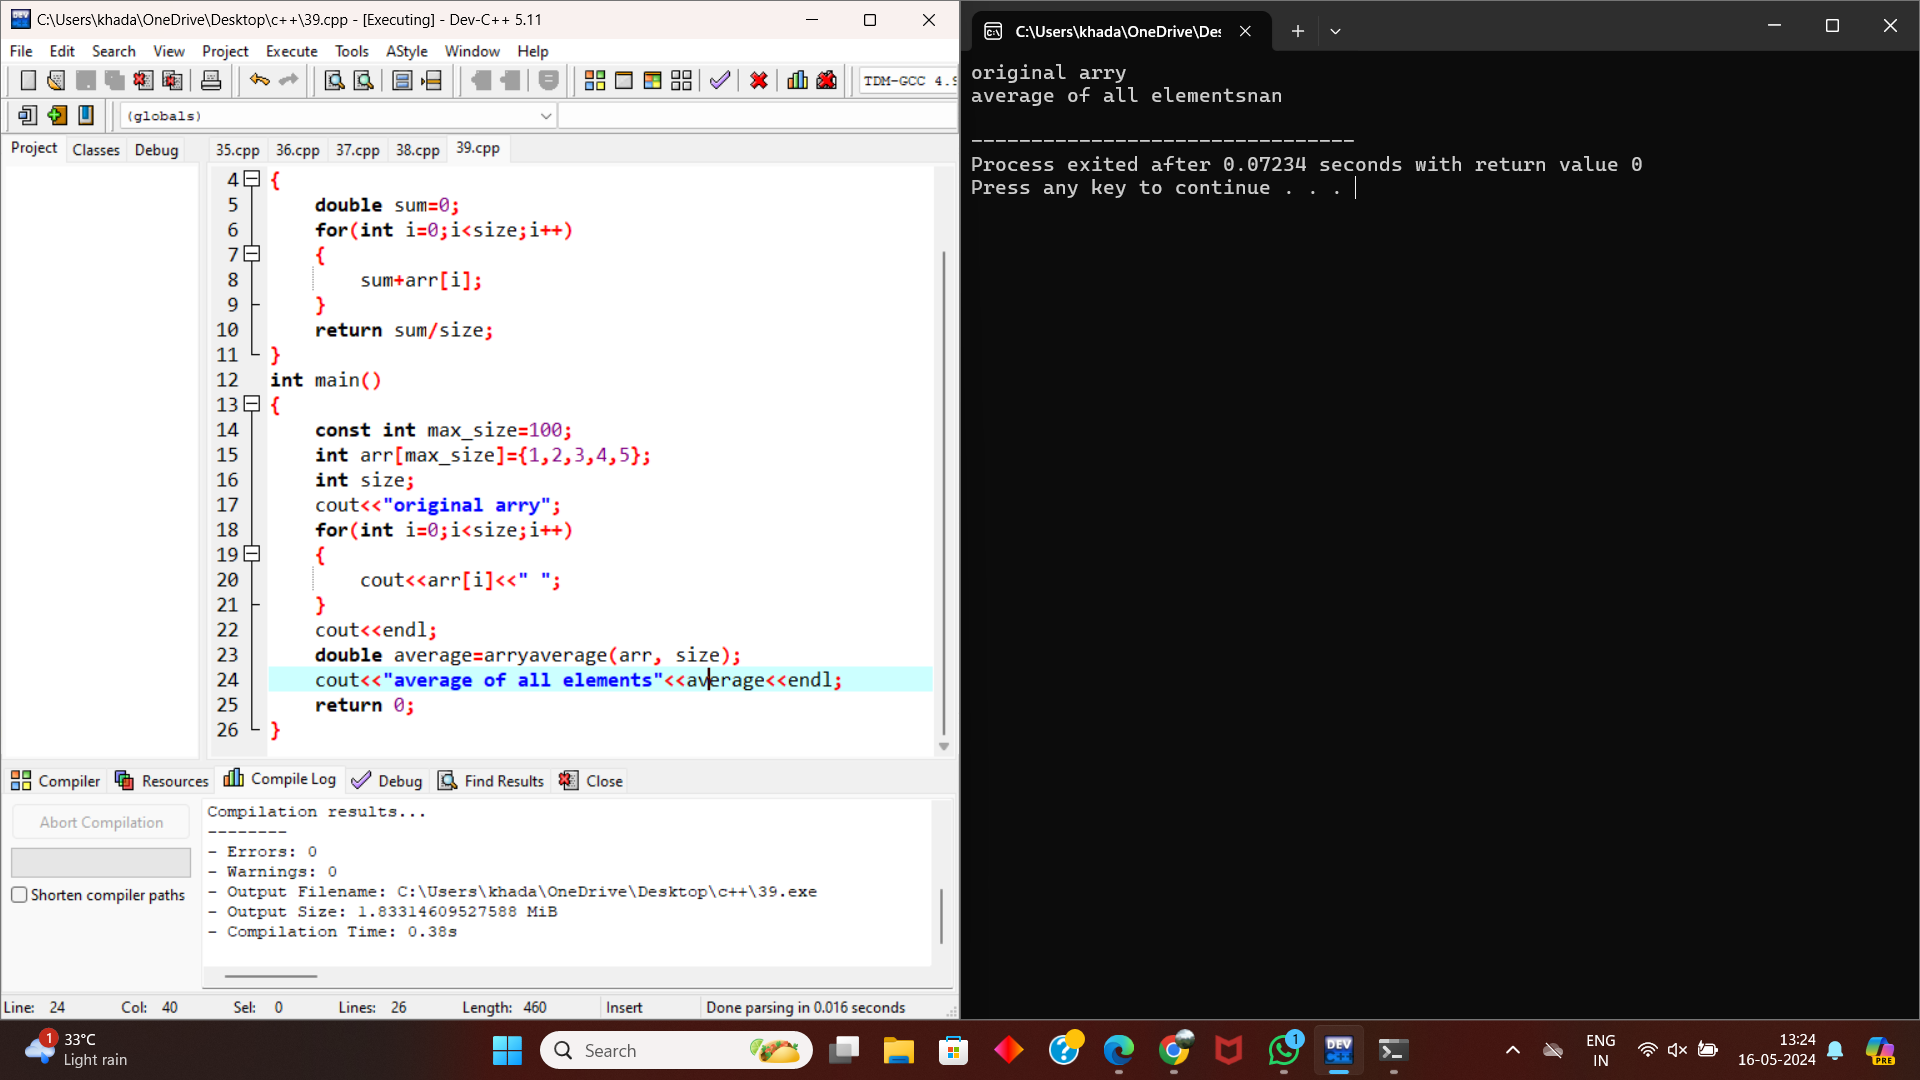 C:\Users\khada\OneDrive\Desktop\c++\39.cpp - [Executing] - Dev-C++ 5.11
File Edit Search View Project Execute Tools AStyle Window Help
TDM-GCC 4.9
(globals)
Project Classes Debug
35.cpp 36.cpp 37.cpp 38.cpp 39.cpp
4 {
5 double sum=0;
6 for(int i=0;i<size;i++)
7 {
8 sum+arr[i];
9 }
10 return sum/size;
11 }
12 int main()
13 {
14 const int max_size=100;
15 int arr[max_size]={1,2,3,4,5};
16 int size;
17 cout<<"original arry";
18 for(int i=0;i<size;i++)
19 {
20 cout<<arr[i]<<" ";
21 }
22 cout<<endl;
23 double average=arryaverage(arr, size);
24 cout<<"average of all elements"<<average<<endl;
25 return 0;
26 }
Compiler Resources Compile Log Debug Find Results Close
Abort Compilation
Shorten compiler paths
Compilation results...
--------
- Errors: 0
- Warnings: 0
- Output Filename: C:\Users\khada\OneDrive\Desktop\c++\39.exe
- Output Size: 1.83314609527588 MiB
- Compilation Time: 0.38s
Line: 24 Col: 40 Sel: 0 Lines: 26 Length: 460 Insert Done parsing in 0.016 seconds
C:\Users\khada\OneDrive\Des
original arry
average of all elementsnan
--------------------------------
Process exited after 0.07234 seconds with return value 0
Press any key to continue . . .
1
33°C
Light rain
Search
1
DEV
C++
ENG
IN
13:24
16-05-2024
PRE